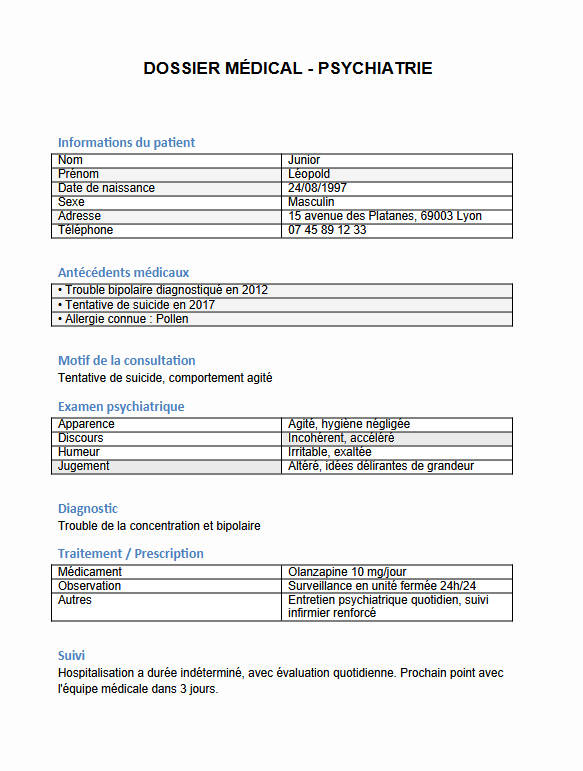 DOSSIER MÉDICAL - PSYCHIATRIE
Informations du patient
Nom Junior
Prénom Léopold
Date de naissance 24/08/1997
Sexe Masculin
Adresse 15 avenue des Platanes, 69003 Lyon
Téléphone 07 45 89 12 33
Antécédents médicaux
• Trouble bipolaire diagnostiqué en 2012
• Tentative de suicide en 2017
• Allergie connue : Pollen
Motif de la consultation
Tentative de suicide, comportement agité
Examen psychiatrique
Apparence Agité, hygiène négligée
Discours Incohérent, accéléré
Humeur Irritable, exaltée
Jugement Altéré, idées délirantes de grandeur
Diagnostic
Trouble de la concentration et bipolaire
Traitement / Prescription
Médicament Olanzapine 10 mg/jour
Observation Surveillance en unité fermée 24h/24
Autres Entretien psychiatrique quotidien, suivi
infirmier renforcé
Suivi
Hospitalisation a durée indéterminé, avec évaluation quotidienne. Prochain point avec
l'équipe médicale dans 3 jours.